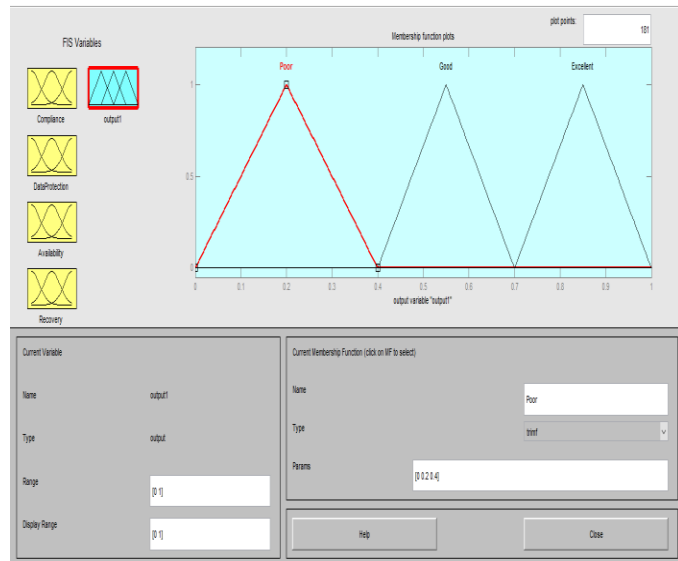 plot points:
181
FIS Variables
Membership function plots
Compliance
output1
DataProtection
Availability
Recovery
Poor
Good
Excellent
1
0.5
0
0
0.1
0.2
0.3
0.4
0.5
0.6
0.7
0.8
0.9
1
output variable "output1"
Current Variable
Name
output1
Type
output
Range
[0 1]
Display Range
[0 1]
Current Membership Function (click on MF to select)
Name
Poor
Type
trimf
Params
[0 0.2 0.4]
Help
Close